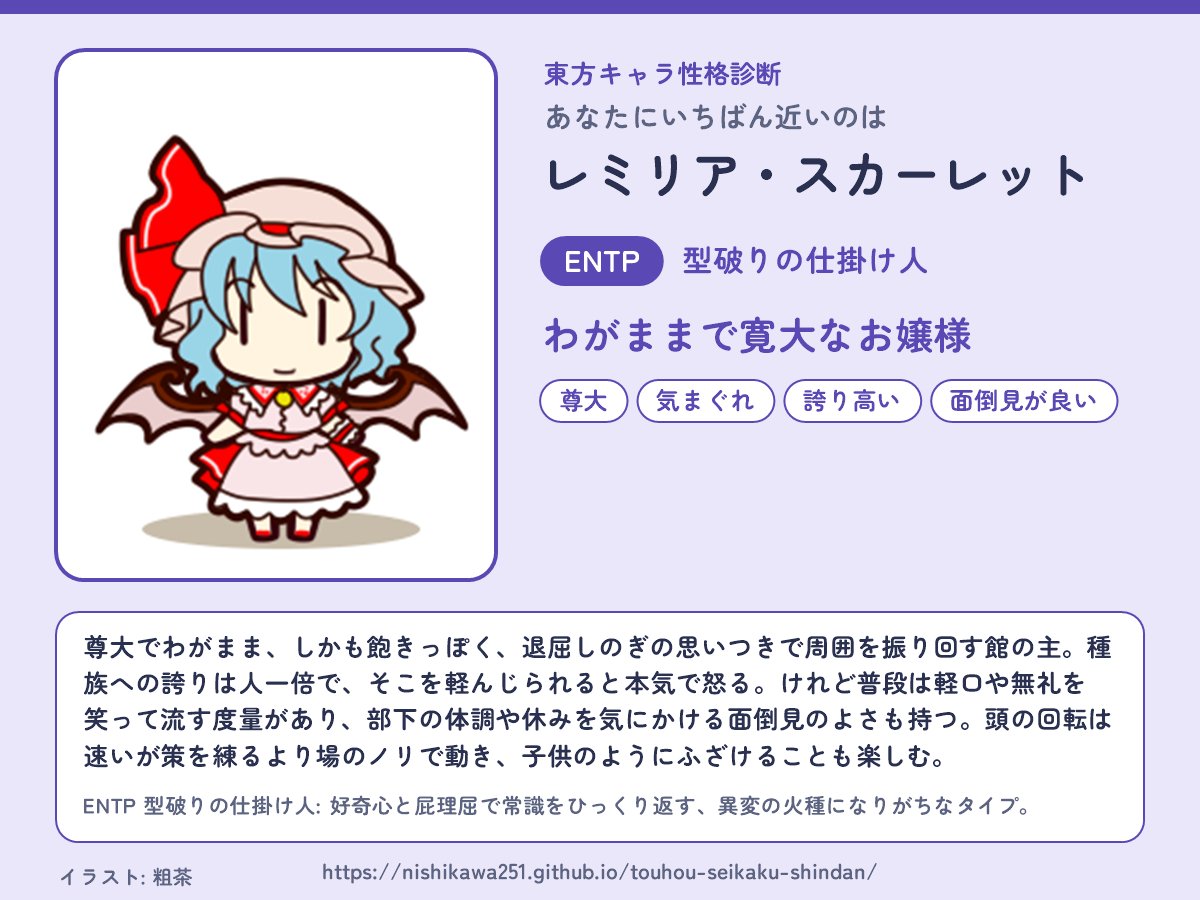 東方キャラ性格診断
あなたにいちばん近いのは
レミリア・スカーレット
ENTP 型破りの仕掛け人
わがままで寛大なお嬢様
尊大 気まぐれ 誇り高い 面倒見が良い
尊大でわがまま、しかも飽きっぽく、退屈しのぎの思いつきで周囲を振り回す館の主。種
族への誇りは人一倍で、そこを軽んじられると本気で怒る。けれど普段は軽口や無礼を
笑って流す度量があり、部下の体調や休みを気にかける面倒見のよさも持つ。頭の回転は
速いが策を練るより場のノリで動き、子供のようにふざけることも楽しむ。
ENTP 型破りの仕掛け人: 好奇心と屁理屈で常識をひっくり返す、異変の火種になりがちなタイプ。
イラスト: 粗茶
https://nishikawa251.github.io/touhou-seikaku-shindan/